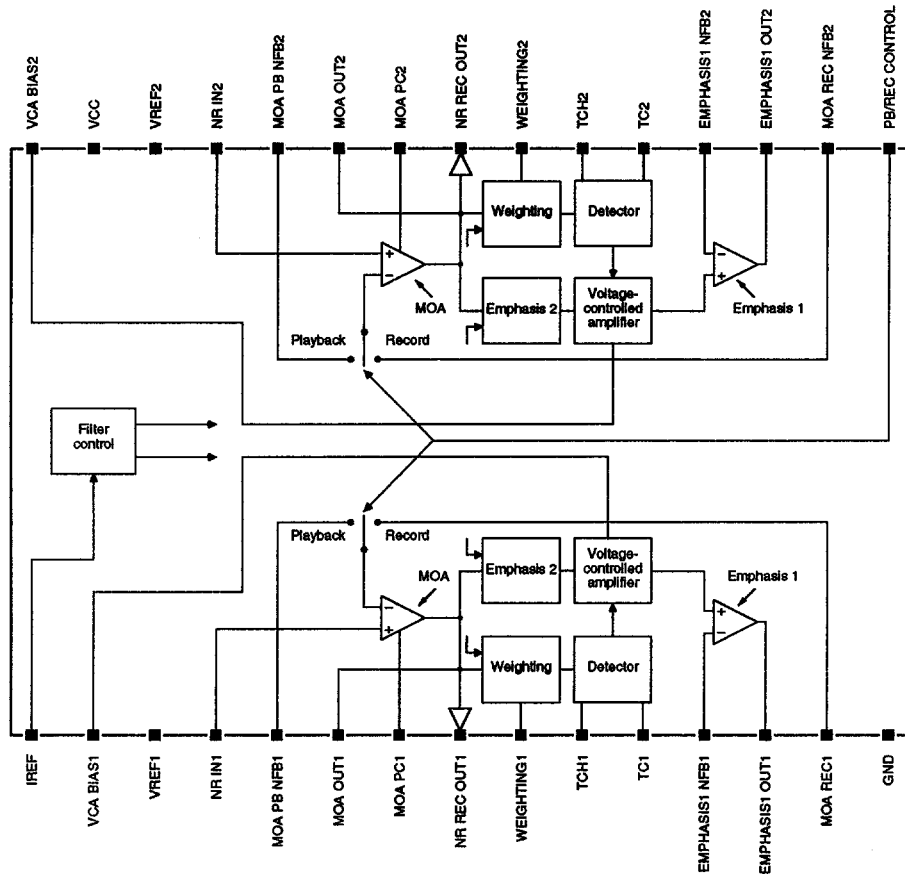 VCA BIAS2
VCC
VREF2
NR IN2
MOA PB NFB2
MOA OUT2
MOA PC2
NR REC OUT2
WEIGHTING2
TCH2
TC2
EMPHASIS1 NFB2
EMPHASIS1 OUT2
MOA REC NFB2
PB/REC CONTROL
Weighting
Detector
+
−
MOA
Emphasis 2
Voltage-
controlled
amplifier
−
+
Emphasis 1
Playback
Record
Filter
control
Playback
Record
MOA
−
+
Emphasis 2
Voltage-
controlled
amplifier
Emphasis 1
+
−
Weighting
Detector
IREF
VCA BIAS1
VREF1
NR IN1
MOA PB NFB1
MOA OUT1
MOA PC1
NR REC OUT1
WEIGHTING1
TCH1
TC1
EMPHASIS1 NFB1
EMPHASIS1 OUT1
MOA REC1
GND